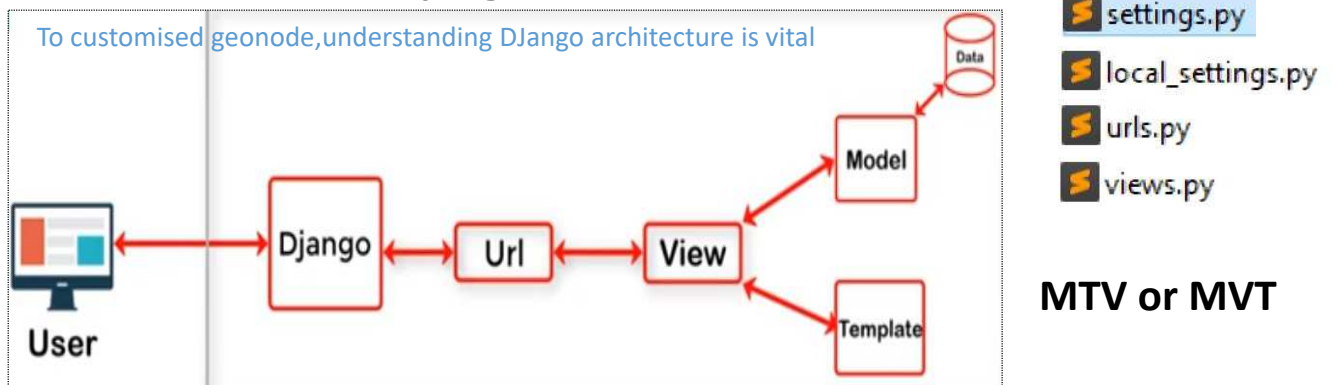 To customised geonode,understanding DJango architecture is vital
Data
Model
Django
Url
View
Template
User
settings.py
local_settings.py
urls.py
views.py
MTV or MVT